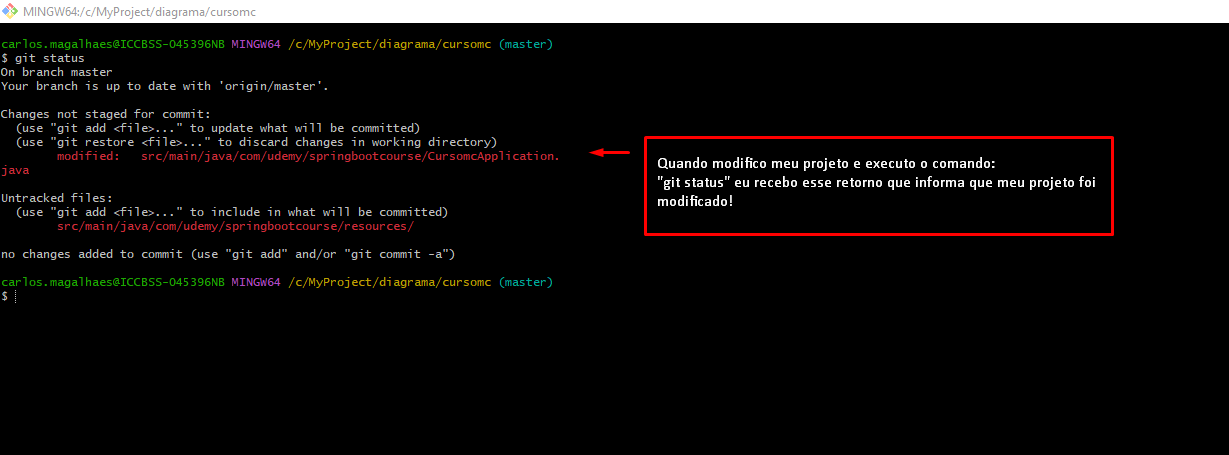 MINGW64:/c/MyProject/diagrama/cursomc
carlos.magalhaes@ICCBSS-O45396NB MINGW64 /c/MyProject/diagrama/cursomc (master)
$ git status
On branch master
Your branch is up to date with 'origin/master'.
Changes not staged for commit:
(use "git add <file>..." to update what will be committed)
(use "git restore <file>..." to discard changes in working directory)
modified:   src/main/java/com/udemy/springbootcourse/CursomcApplication.
java
Quando modifico meu projeto e executo o comando:
"git status" eu recebo esse retorno que informa que meu projeto foi
modificado!
Untracked files:
(use "git add <file>..." to include in what will be committed)
src/main/java/com/udemy/springbootcourse/resources/
no changes added to commit (use "git add" and/or "git commit -a")
carlos.magalhaes@ICCBSS-O45396NB MINGW64 /c/MyProject/diagrama/cursomc (master)
$